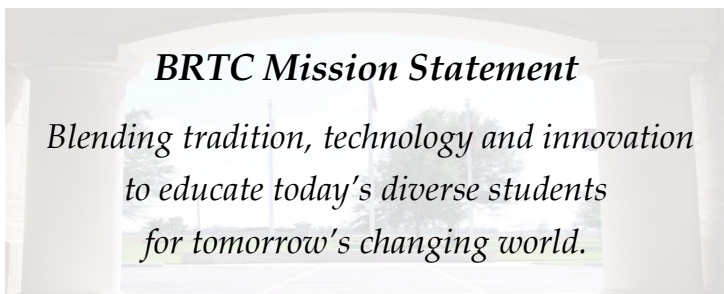 BRTC Mission Statement
Blending tradition, technology and innovation
to educate today’s diverse students
for tomorrow’s changing world.